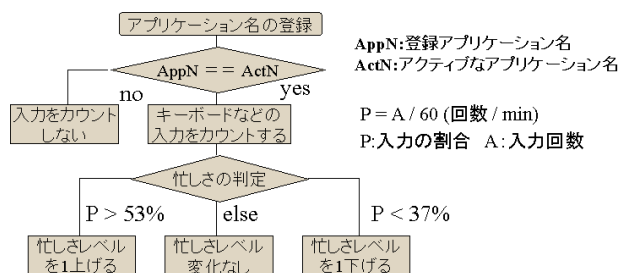 アプリケーション名の登録
AppN:登録アプリケーション名
ActN:アクティブなアプリケーション名
AppN == ActN
no
yes
入力をカウント
しない
キーボードなどの
入力をカウントする
P = A / 60 (回数 / min)
P:入力の割合 A:入力回数
忙しさの判定
P > 53%
else
P < 37%
忙しさレベル
を1上げる
忙しさレベル
変化なし
忙しさレベル
を1下げる